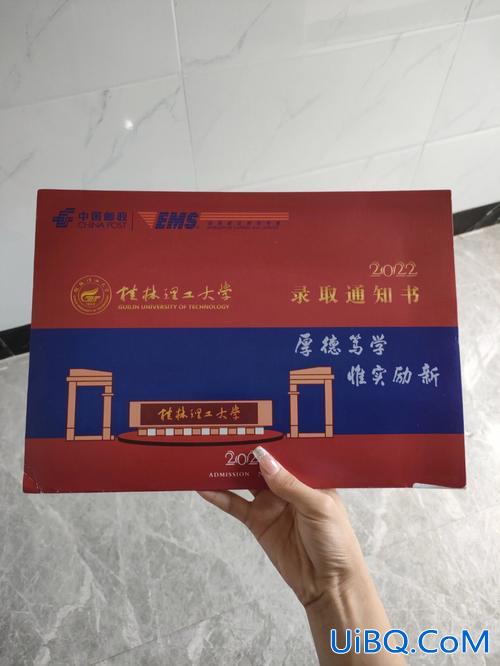 中国邮政
CHINA POST
EMS
2022
桂林理工大学
GUILIN UNIVERSITY OF TECHNOLOGY
录取通知书
厚德笃学
惟实励新
桂林理工大学
202
ADMISSION
UiBQ.CoM